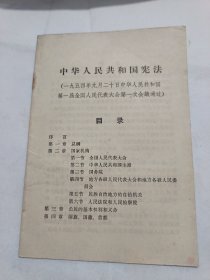 中华人民共和国宪法
（一九五四年九月二十日中华人民共和国
第一届全国人民代表大会第一次会议通过）
目录
序言
第一章 总纲
第二章 国家机构
第一节 全国人民代表大会
第二节 中华人民共和国主席
第三节 国务院
第四节 地方各级人民代表大会和地方各级人民委
员会
第五节 民族自治地方的自治机关
第六节 人民法院和人民检察院
第三章 公民的基本权利和义务
第四章 国旗、国徽、首都